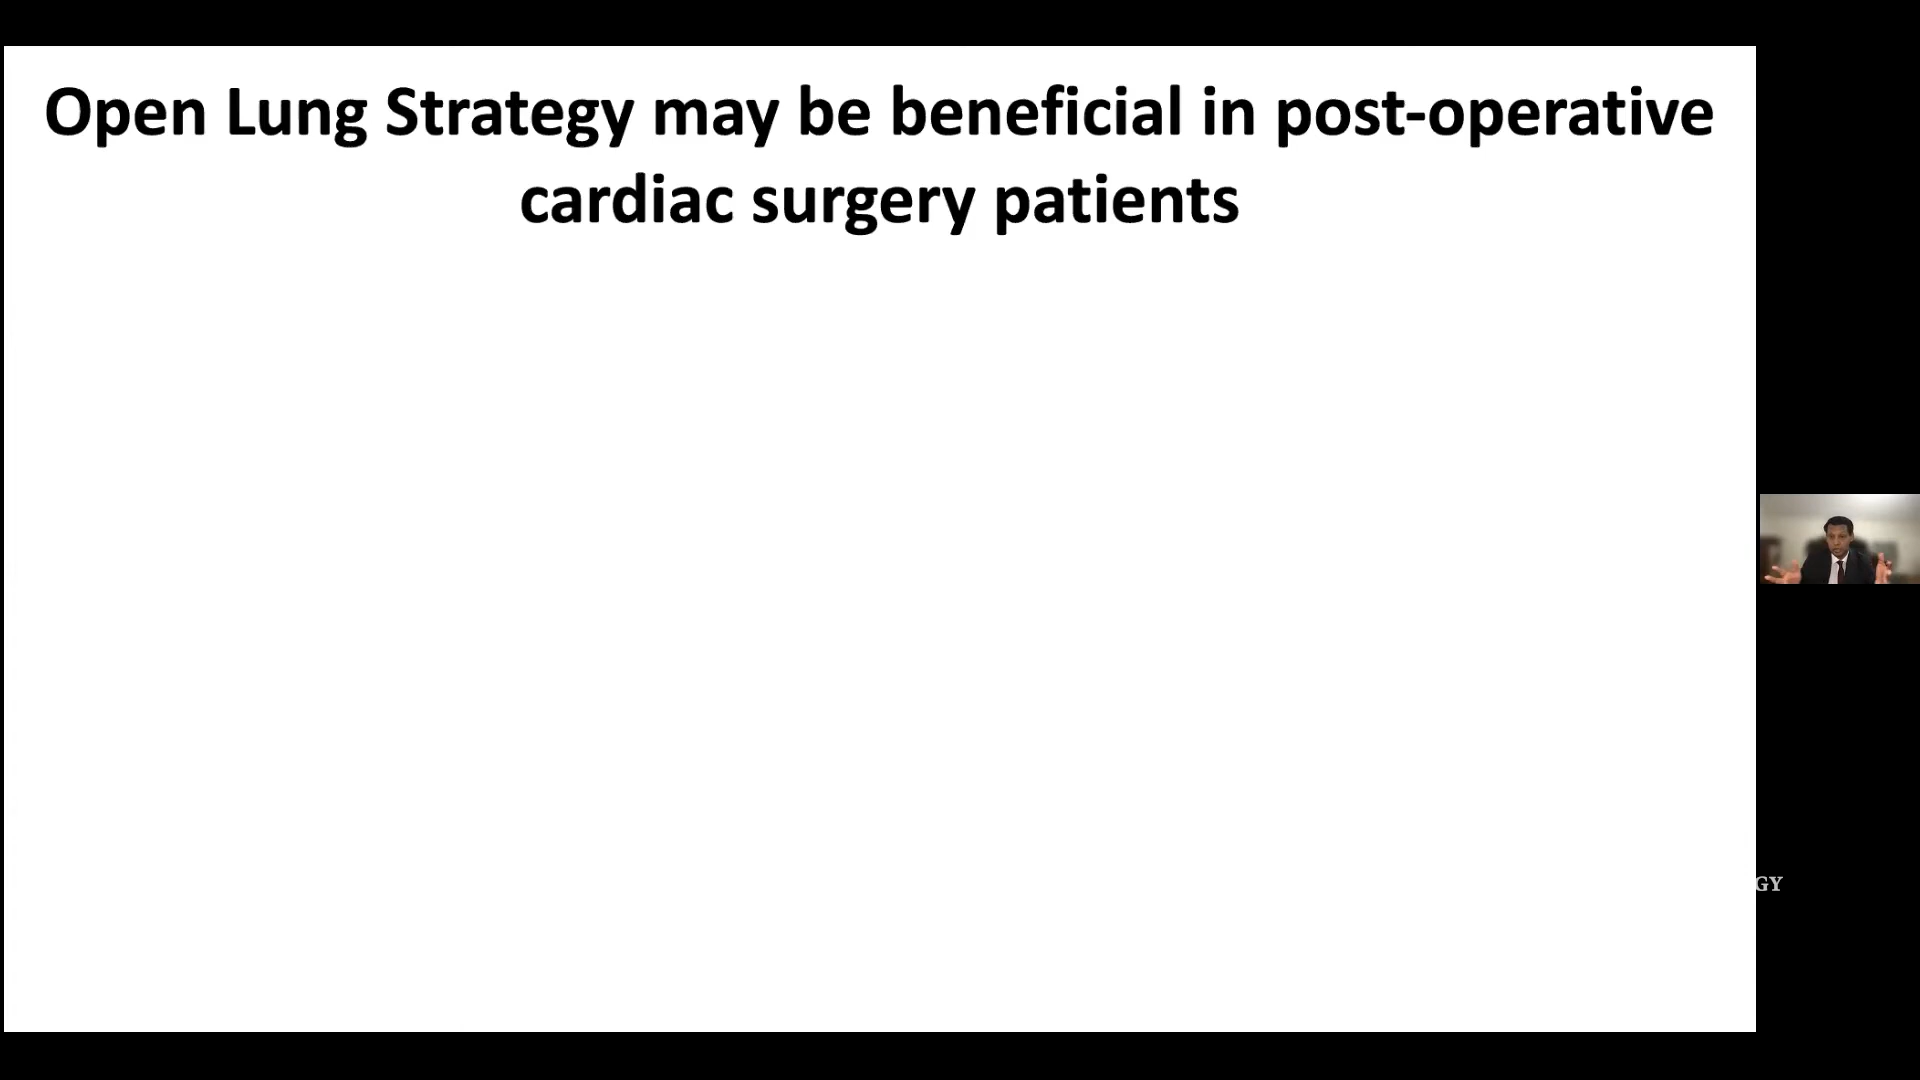 Open Lung Strategy may be beneficial in post-operative
cardiac surgery patients
GY